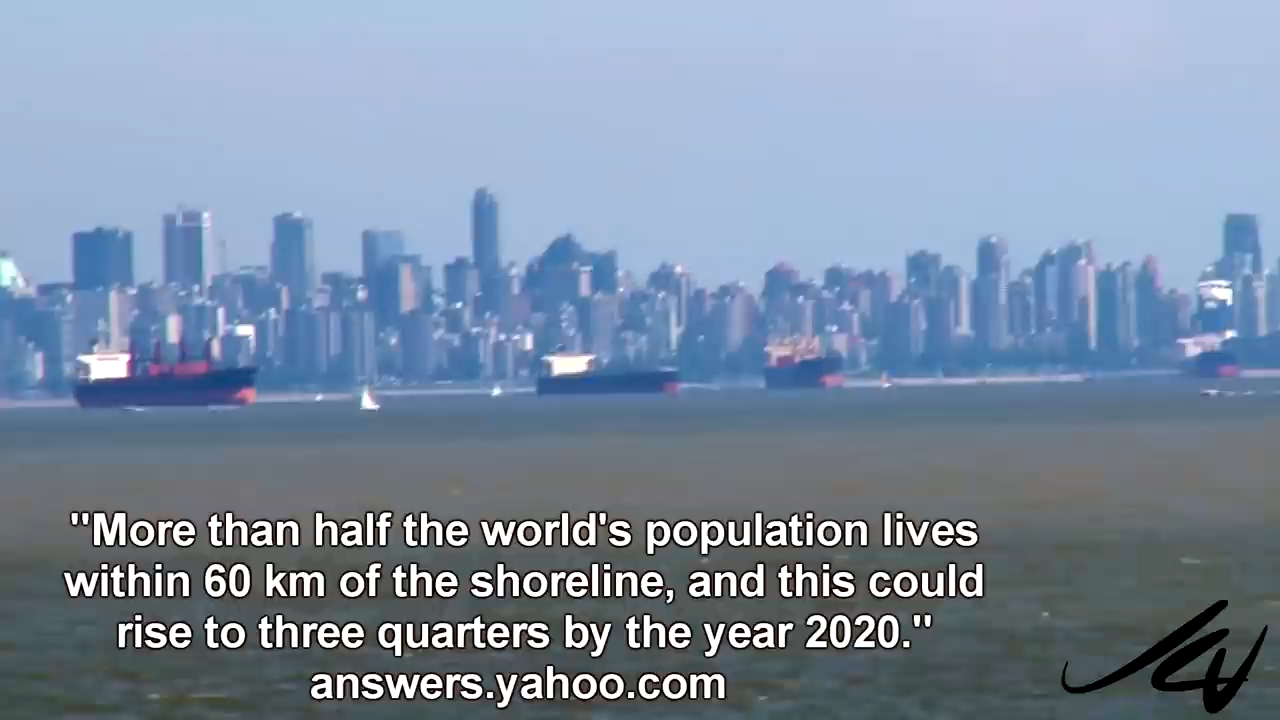 "More than half the world's population lives
within 60 km of the shoreline, and this could
rise to three quarters by the year 2020."
answers.yahoo.com